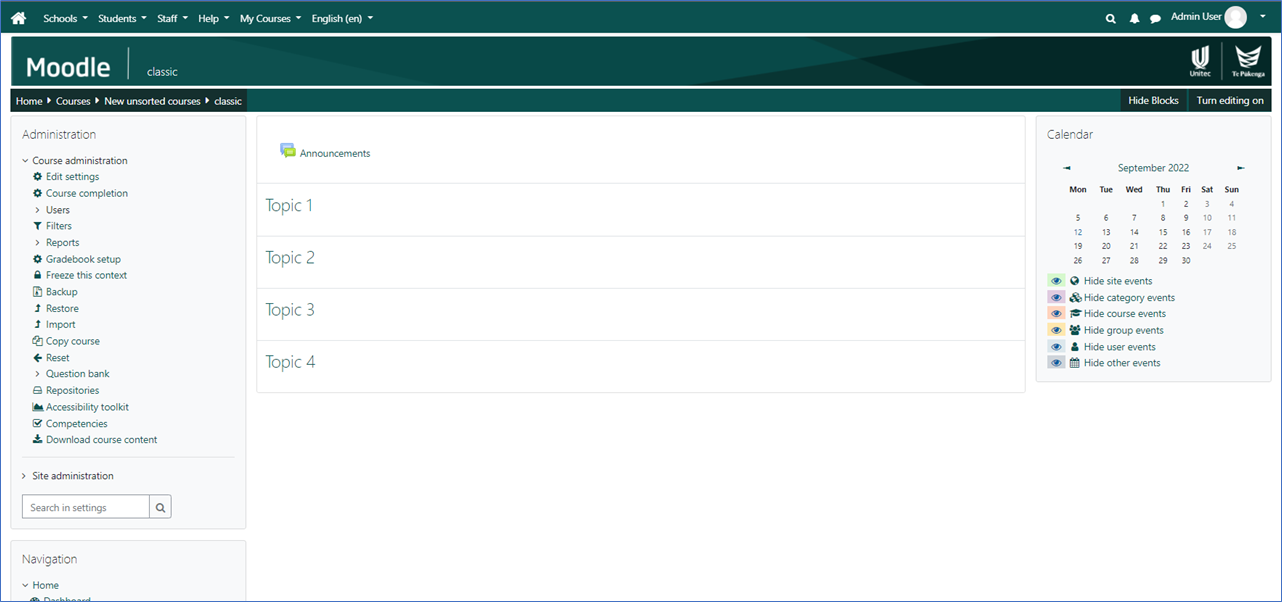 Schools Students Staff Help My Courses English (en) Admin User
Moodle classic Unitec Te Pūkenga
Home Courses New unsorted courses classic Hide Blocks Turn editing on
Administration
Course administration
Edit settings
Course completion
Users
Filters
Reports
Gradebook setup
Freeze this context
Backup
Restore
Import
Copy course
Reset
Question bank
Repositories
Accessibility toolkit
Competencies
Download course content
Site administration
Search in settings
Navigation
Home
Dashboard
Announcements
Topic 1
Topic 2
Topic 3
Topic 4
Calendar
September 2022
Mon Tue Wed Thu Fri Sat Sun
1 2 3 4
5 6 7 8 9 10 11
12 13 14 15 16 17 18
19 20 21 22 23 24 25
26 27 28 29 30
Hide site events
Hide category events
Hide course events
Hide group events
Hide user events
Hide other events